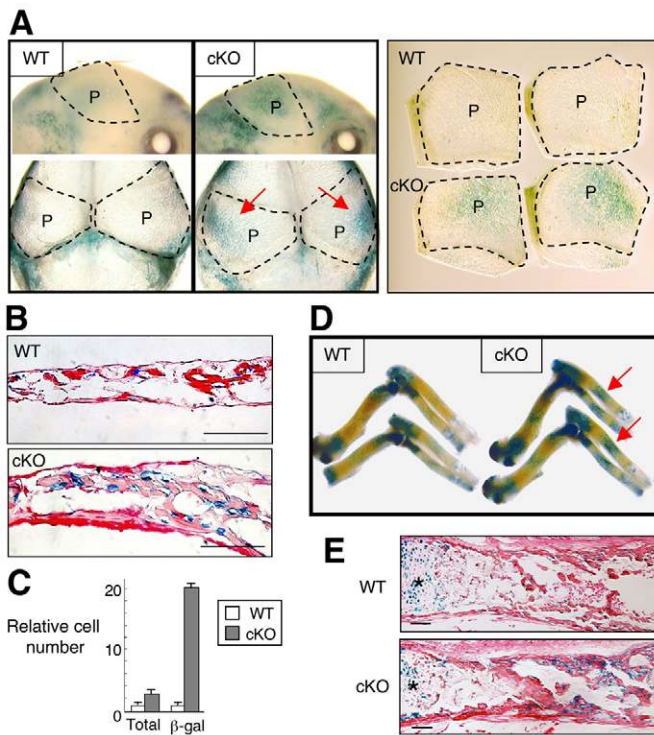 A
WT
cKO
P
P
P
P
P
P
WT
P
P
cKO
P
P
B
WT
cKO
C
20
10
0
Relative cell
number
WT
cKO
Total
β-gal
D
WT
cKO
E
WT
*
cKO
*